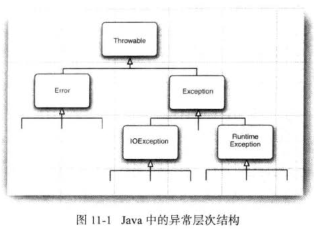 Throwable
Error
Exception
IOException
Runtime
Exception
图 11-1 Java 中的异常层次结构